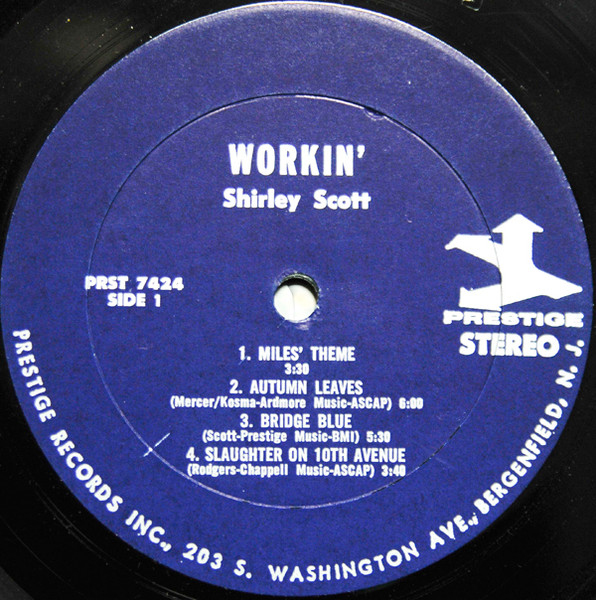 WORKIN'
Shirley Scott
PRST 7424
SIDE 1
PRESTIGE
STEREO
1. MILES' THEME
3:30
2. AUTUMN LEAVES
(Mercer/Kosma-Ardmore Music-ASCAP) 6:00
3. BRIDGE BLUE
(Scott-Prestige Music-BMI) 5:30
4. SLAUGHTER ON 10TH AVENUE
(Rodgers-Chappell Music-ASCAP) 3:40
PRESTIGE RECORDS INC., 203 S. WASHINGTON AVE., BERGENFIELD, N. J.